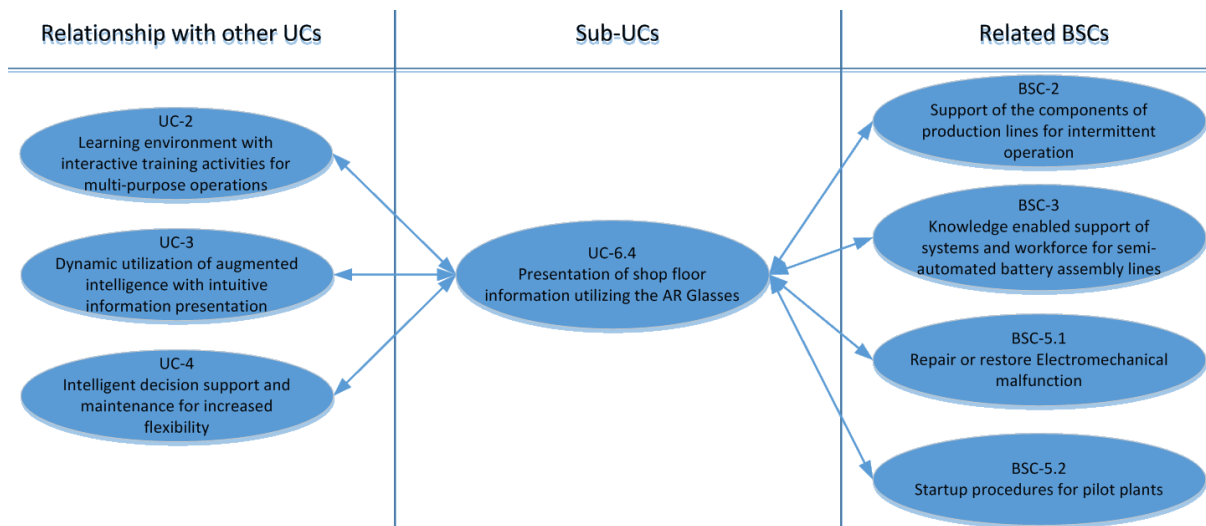 Relationship with other UCs
Sub-UCs
Related BSCs
UC-2
Learning environment with
interactive training activities for
multi-purpose operations
UC-3
Dynamic utilization of augmented
intelligence with intuitive
information presentation
UC-4
Intelligent decision support and
maintenance for increased
flexibility
UC-6.4
Presentation of shop floor
information utilizing the AR Glasses
BSC-2
Support of the components of
production lines for intermittent
operation
BSC-3
Knowledge enabled support of
systems and workforce for semi-
automated battery assembly lines
BSC-5.1
Repair or restore Electromechanical
malfunction
BSC-5.2
Startup procedures for pilot plants